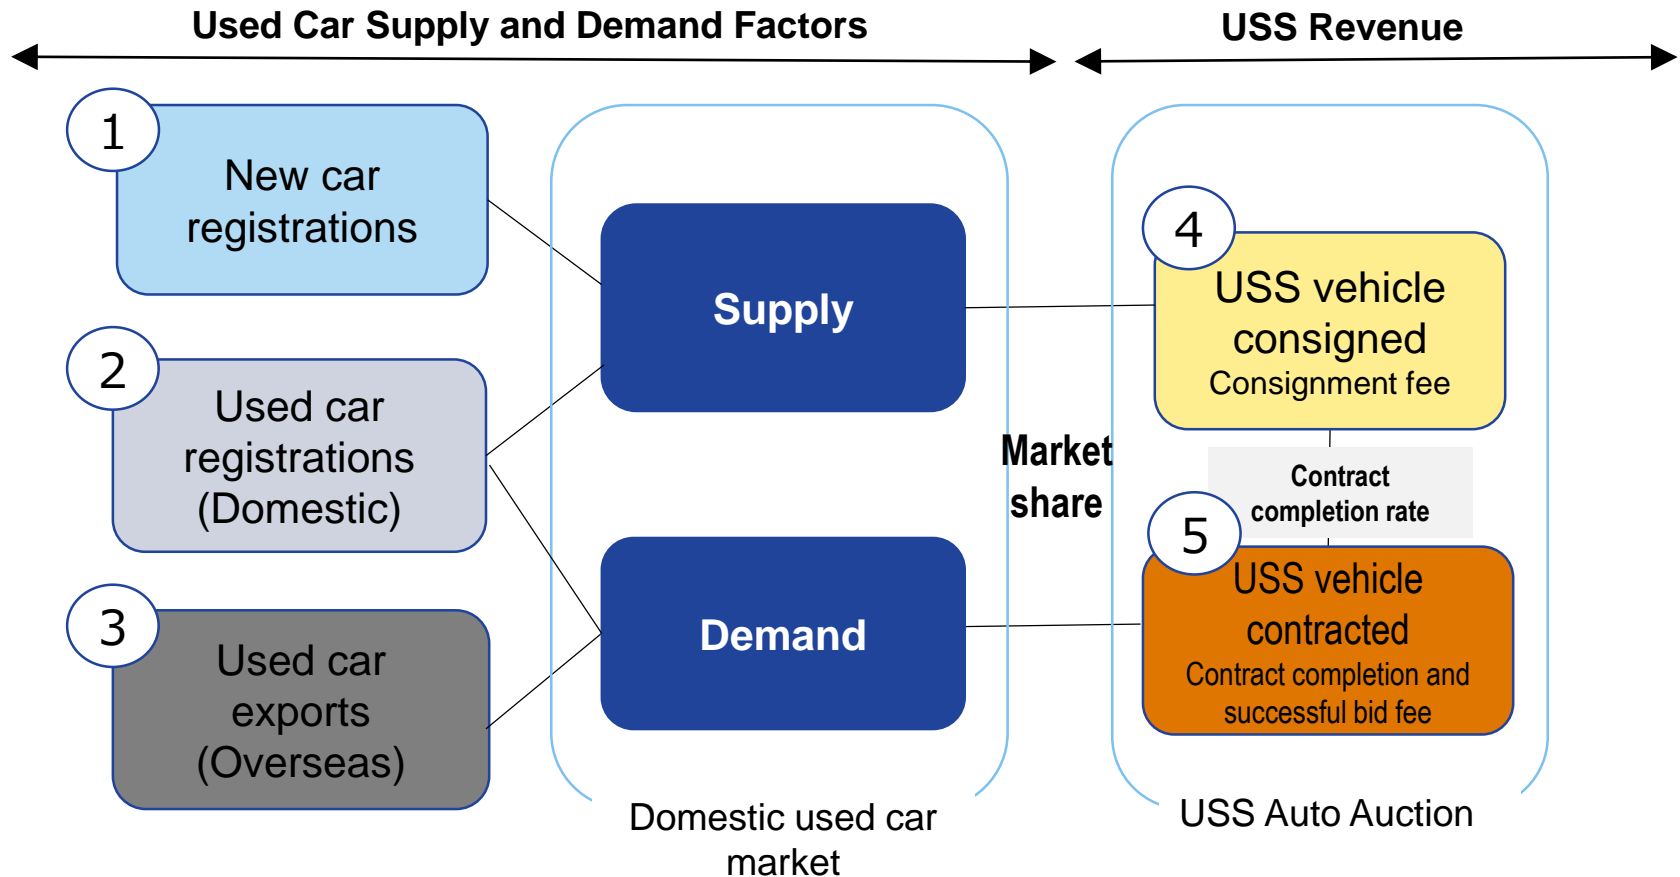 Used Car Supply and Demand Factors
USS Revenue
1
New car
registrations
2
Used car
registrations
(Domestic)
3
Used car
exports
(Overseas)
Supply
Demand
Domestic used car
market
Market
share
4
USS vehicle
consigned
Consignment fee
Contract
completion rate
5
USS vehicle
contracted
Contract completion and
successful bid fee
USS Auto Auction